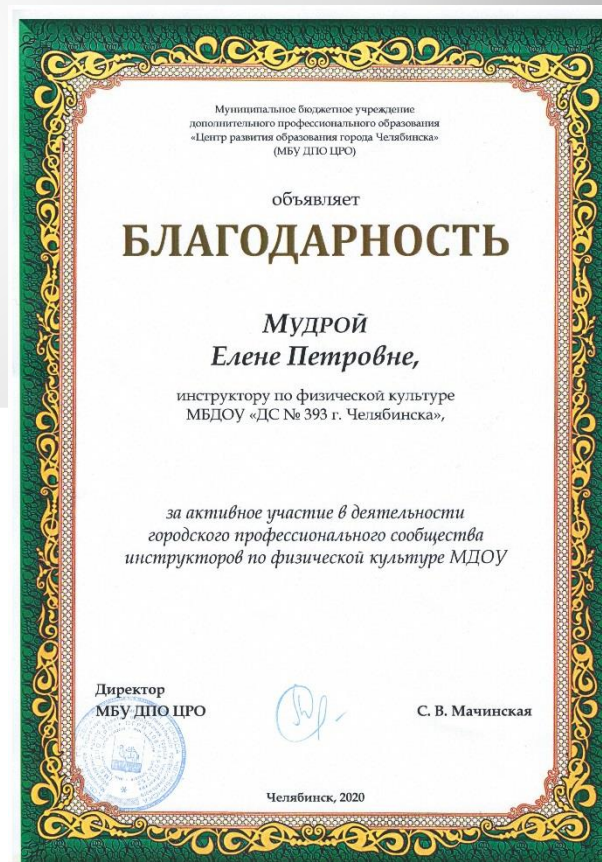 Муниципальное бюджетное учреждение
дополнительного профессионального образования
«Центр развития образования города Челябинска»
(МБУ ДПО ЦРО)
объявляет
БЛАГОДАРНОСТЬ
МУДРОЙ
Елене Петровне,
инструктору по физической культуре
МБДОУ «ДС № 393 г. Челябинска»,
за активное участие в деятельности
городского профессионального сообщества
инструкторов по физической культуре МДОУ
Директор
МБУ ДПО ЦРО
С. В. Мачинская
Челябинск, 2020